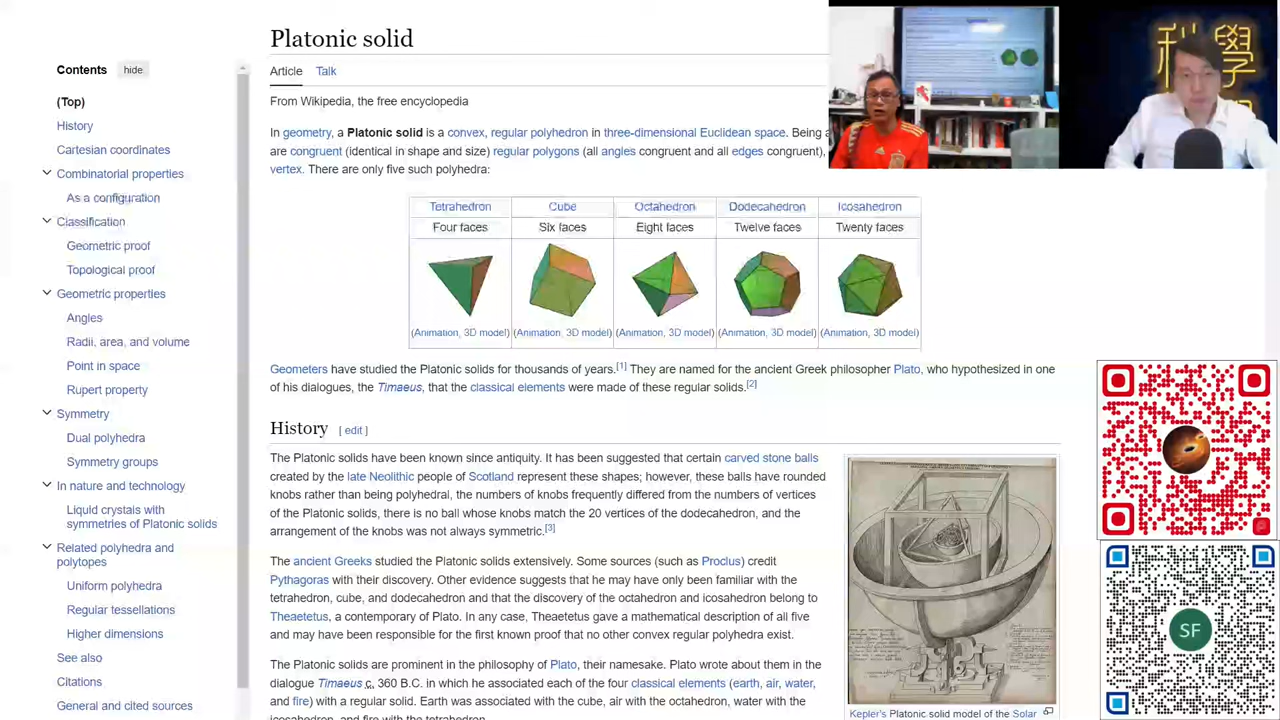 Platonic solid
Contents hide
(Top)
History
Cartesian coordinates
Combinatorial properties
As a configuration
Classification
Geometric proof
Topological proof
Geometric properties
Angles
Radii, area, and volume
Point in space
Rupert property
Symmetry
Dual polyhedra
Symmetry groups
In nature and technology
Liquid crystals with
symmetries of Platonic solids
Related polyhedra and
polytopes
Uniform polyhedra
Regular tessellations
Higher dimensions
See also
Citations
General and cited sources
Article Talk
From Wikipedia, the free encyclopedia
In geometry, a Platonic solid is a convex, regular polyhedron in three-dimensional Euclidean space. Being a
are congruent (identical in shape and size) regular polygons (all angles congruent and all edges congruent),
vertex. There are only five such polyhedra:
Tetrahedron Cube Octahedron Dodecahedron Icosahedron
Four faces Six faces Eight faces Twelve faces Twenty faces
(Animation, 3D model) (Animation, 3D model) (Animation, 3D model) (Animation, 3D model) (Animation, 3D model)
Geometers have studied the Platonic solids for thousands of years.[1] They are named for the ancient Greek philosopher Plato, who hypothesized in one
of his dialogues, the Timaeus, that the classical elements were made of these regular solids.[2]
History [ edit ]
The Platonic solids have been known since antiquity. It has been suggested that certain carved stone balls
created by the late Neolithic people of Scotland represent these shapes; however, these balls have rounded
knobs rather than being polyhedral, the numbers of knobs frequently differed from the numbers of vertices
of the Platonic solids, there is no ball whose knobs match the 20 vertices of the dodecahedron, and the
arrangement of the knobs was not always symmetric.[3]
The ancient Greeks studied the Platonic solids extensively. Some sources (such as Proclus) credit
Pythagoras with their discovery. Other evidence suggests that he may have only been familiar with the
tetrahedron, cube, and dodecahedron and that the discovery of the octahedron and icosahedron belong to
Theaetetus, a contemporary of Plato. In any case, Theaetetus gave a mathematical description of all five
and may have been responsible for the first known proof that no other convex regular polyhedra exist.
The Platonic solids are prominent in the philosophy of Plato, their namesake. Plato wrote about them in the
dialogue Timaeus c. 360 B.C. in which he associated each of the four classical elements (earth, air, water,
and fire) with a regular solid. Earth was associated with the cube, air with the octahedron, water with the
icosahedron, and fire with the tetrahedron.
Kepler's Platonic solid model of the Solar
科學
SF